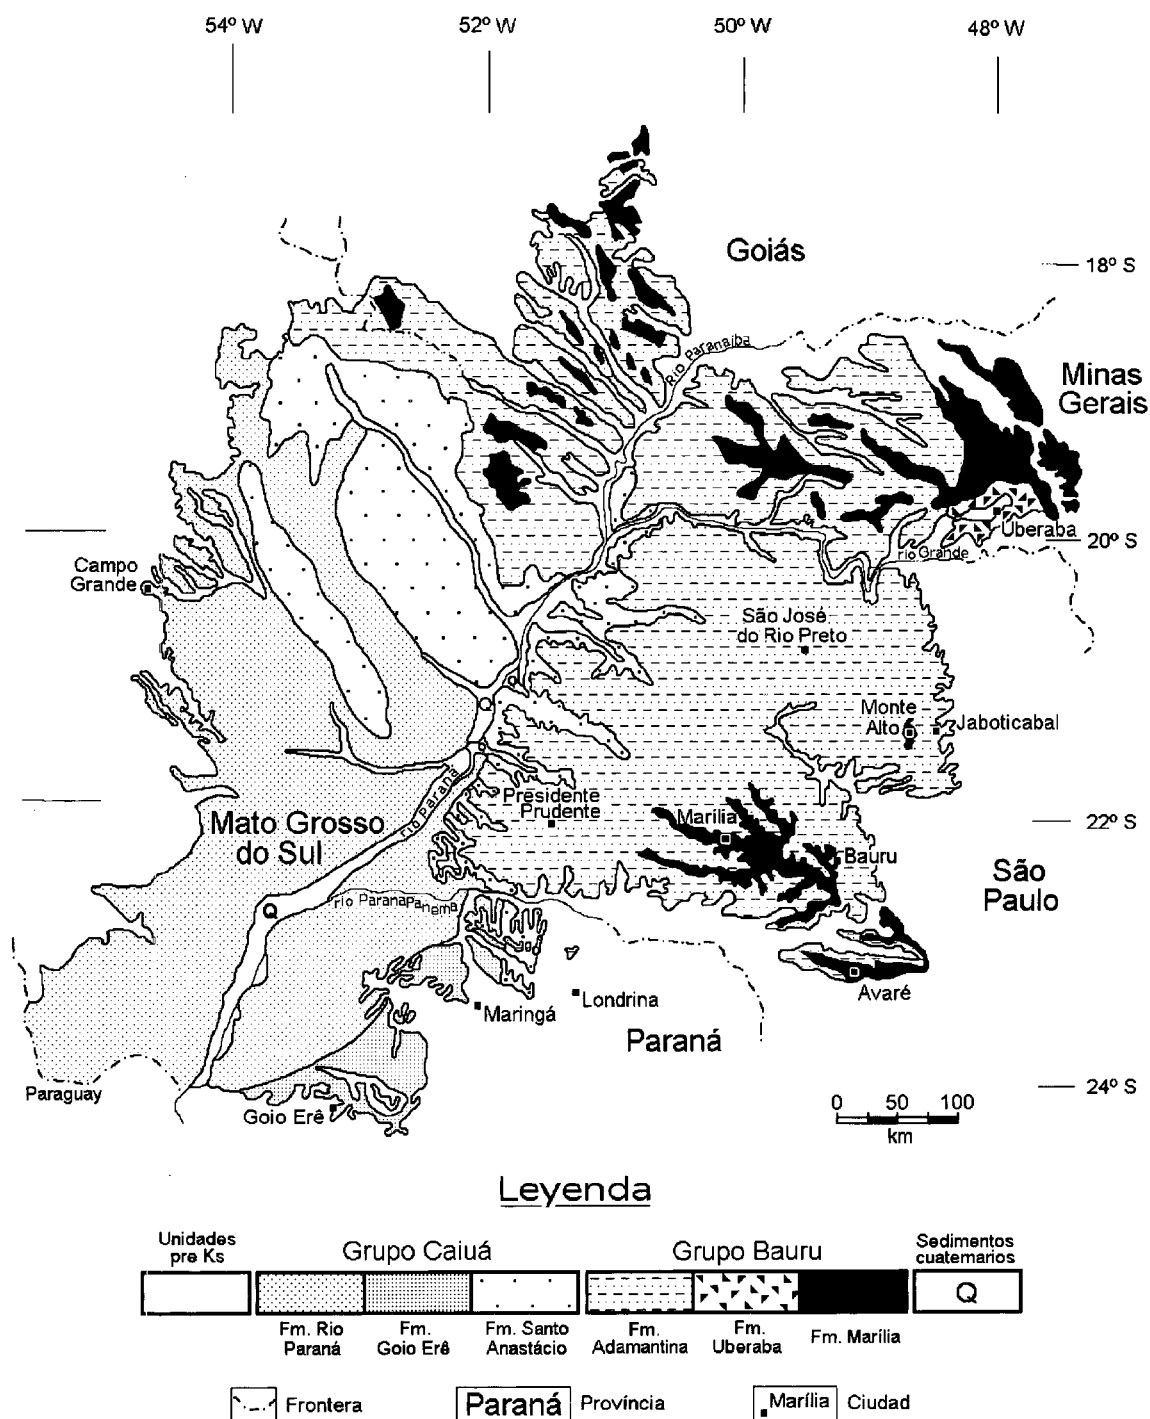 54º W
52º W
50º W
48º W
Goiás
18º S
Rio Paranaíba
Minas
Gerais
Uberaba
20º S
rio Grande
Campo
Grande
São José
do Rio Preto
Monte
Alto
Jaboticabal
Q
rio Paraná
Presidente
Prudente
Mato Grosso
do Sul
Marília
22º S
Bauru
São
Paulo
Q
rio Paranapanema
Avaré
Londrina
Maringá
Paraná
Paraguay
24º S
Goio Erê
0 50 100
km
Leyenda
Unidades
pre Ks
Grupo Caiuá
Grupo Bauru
Sedimentos
cuaternarios
Q
Fm. Rio
Paraná
Fm.
Goio Erê
Fm. Santo
Anastácio
Fm.
Adamantina
Fm.
Uberaba
Fm. Marília
Frontera
Paraná
Província
Marília
Ciudad